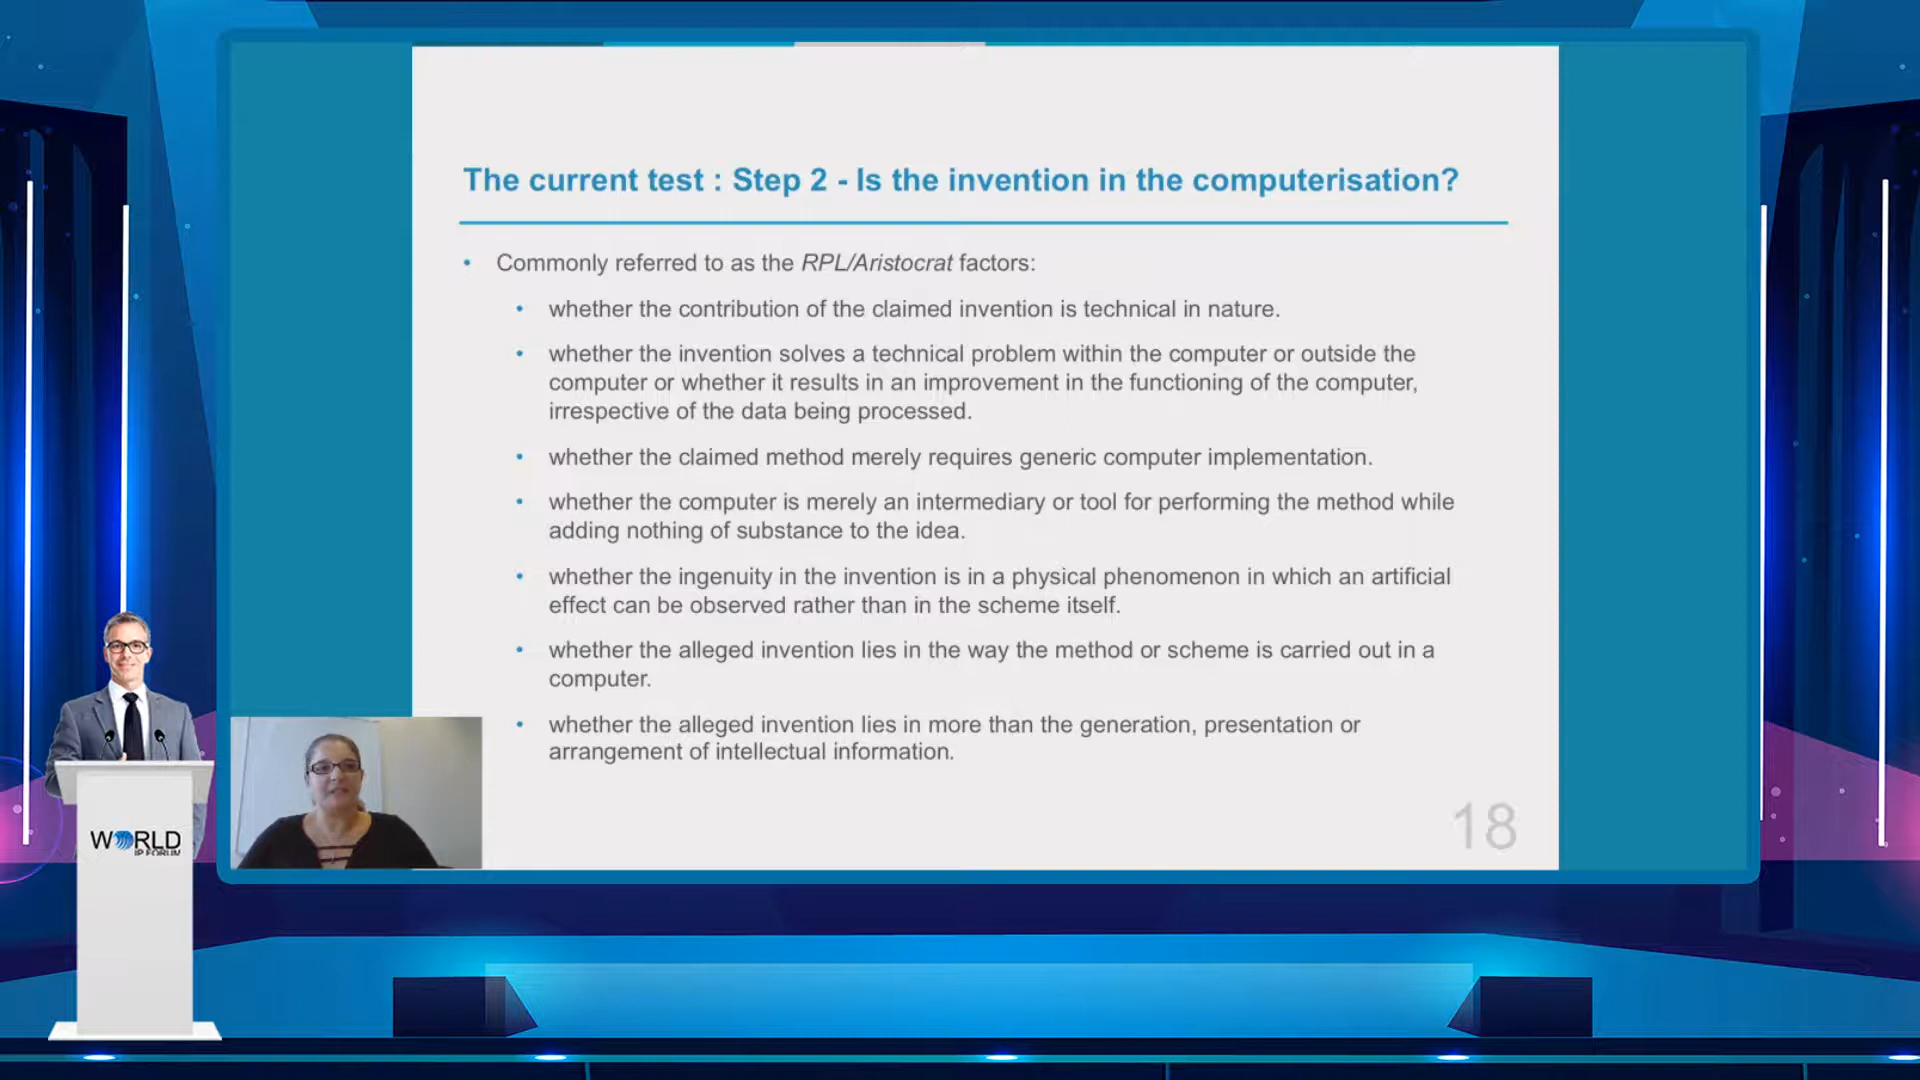 The current test : Step 2 - Is the invention in the computerisation?
• Commonly referred to as the RPL/Aristocrat factors:
• whether the contribution of the claimed invention is technical in nature.
• whether the invention solves a technical problem within the computer or outside the
computer or whether it results in an improvement in the functioning of the computer,
irrespective of the data being processed.
• whether the claimed method merely requires generic computer implementation.
• whether the computer is merely an intermediary or tool for performing the method while
adding nothing of substance to the idea.
• whether the ingenuity in the invention is in a physical phenomenon in which an artificial
effect can be observed rather than in the scheme itself.
• whether the alleged invention lies in the way the method or scheme is carried out in a
computer.
• whether the alleged invention lies in more than the generation, presentation or
arrangement of intellectual information.
18
WORLD
IP FORUM